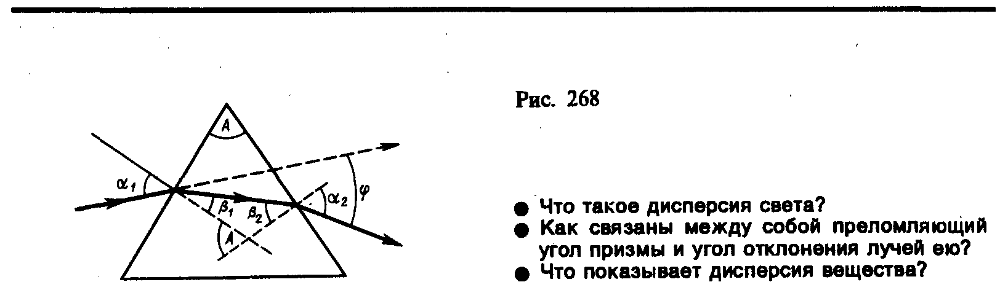 Рис. 268
A
α₁
β₁
β₂
α₂
φ
A
● Что такое дисперсия света?
● Как связаны между собой преломляющий
угол призмы и угол отклонения лучей ею?
● Что показывает дисперсия вещества?